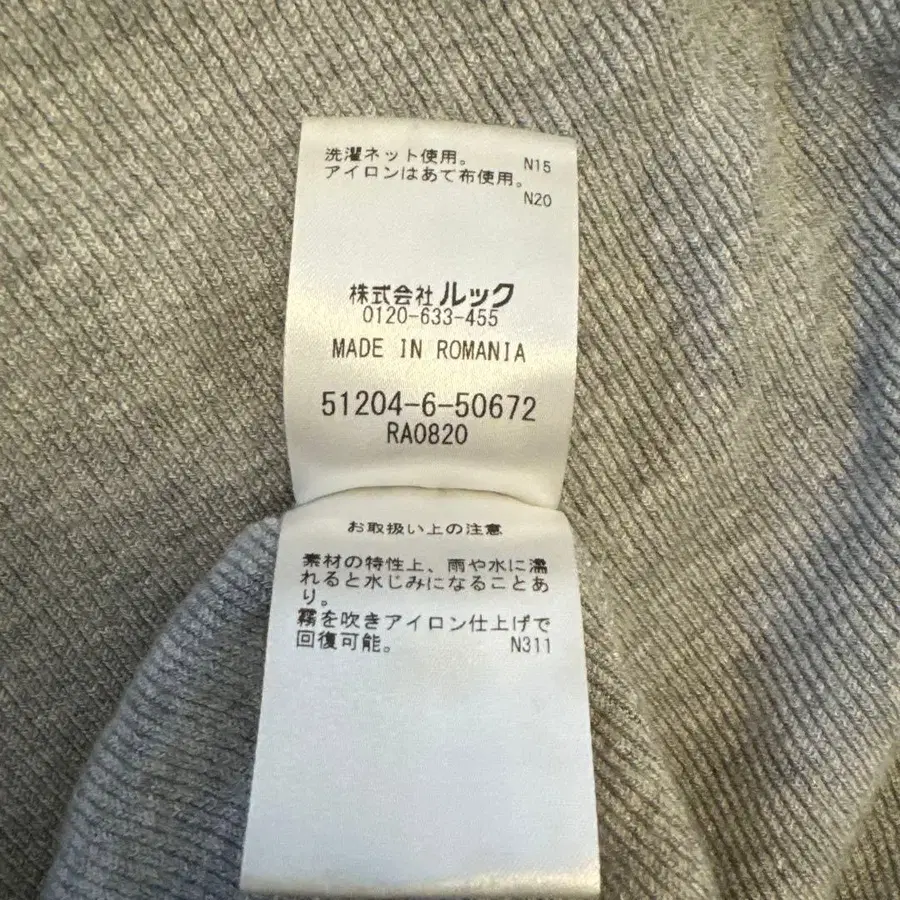 洗濯ネット使用。 N15
アイロンはあて布使用。
N20
株式会社 ルック
0120-633-455
MADE IN ROMANIA
51204-6-50672
RA0820
お取扱い上の注意
素材の特性上、雨や水に濡
れると水じみになることあ
り。
霧を吹きアイロン仕上げで
回復可能。 N311